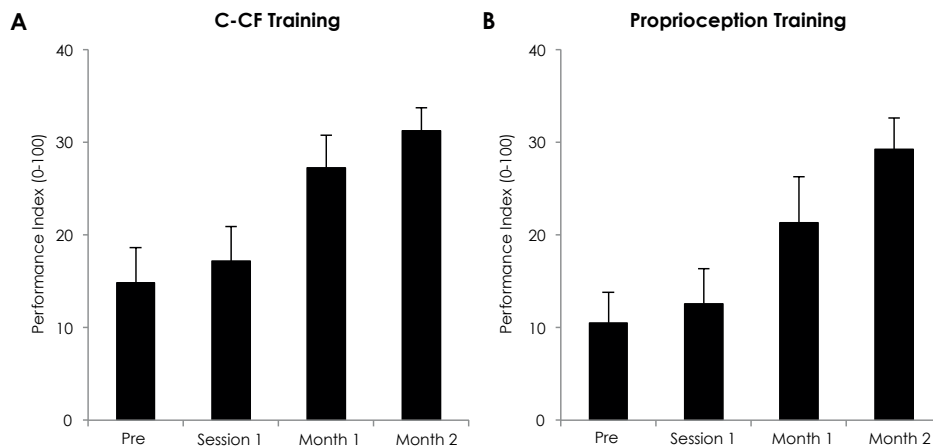 A
C-CF Training
Performance Index (0-100)
40
30
20
10
0
Pre
Session 1
Month 1
Month 2
B
Proprioception Training
Performance Index (0-100)
40
30
20
10
0
Pre
Session 1
Month 1
Month 2